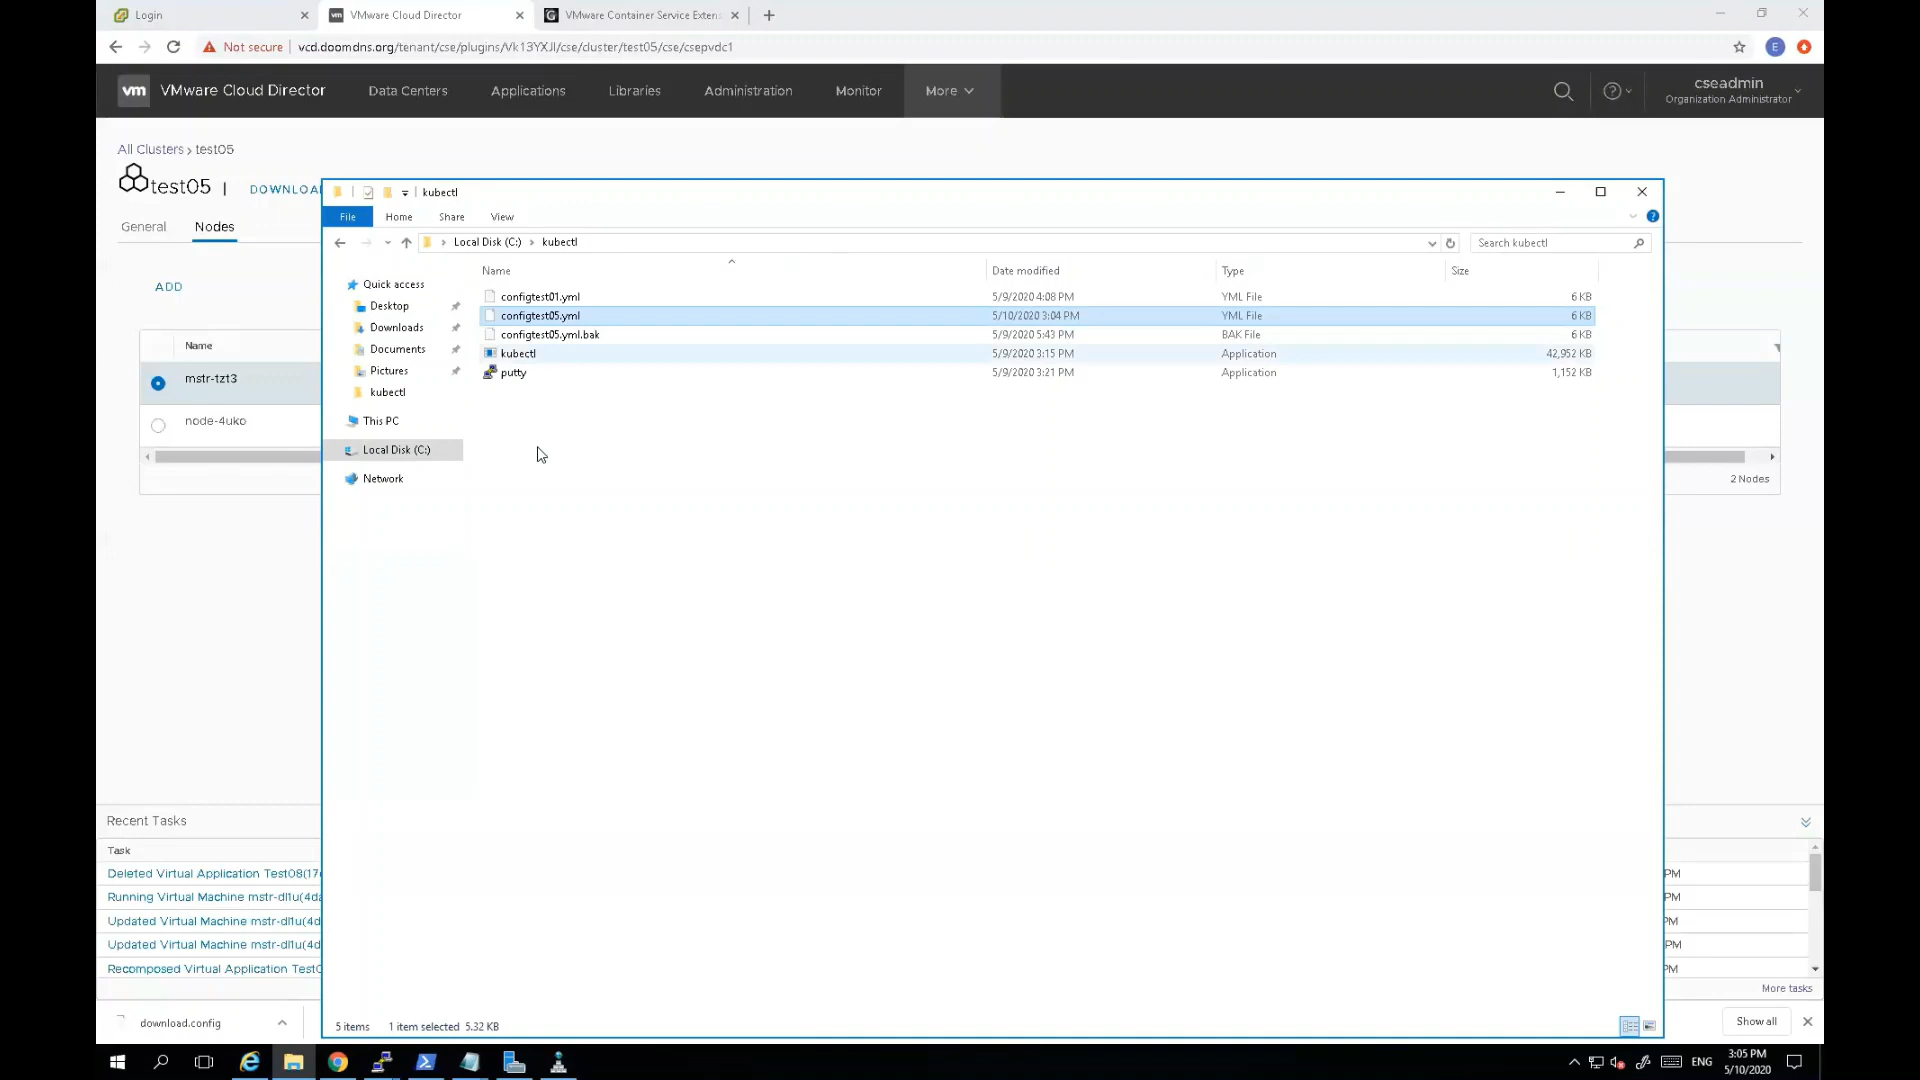 Login
VMware Cloud Director
VMware Container Service Exten
Not secure
vcd.doomdns.org/tenant/cse/plugins/Vk13YXJl/cse/cluster/test05/cse/csepvdc1
E
vm VMware Cloud Director
Data Centers
Applications
Libraries
Administration
Monitor
More
cseadmin
Organization Administrator
All Clusters > test05
test05 | DOWNLOA
General
Nodes
ADD
Name
mstr-tzt3
node-4uko
2 Nodes
kubectl
File
Home
Share
View
Local Disk (C:) > kubectl
Search kubectl
Quick access
Desktop
Downloads
Documents
Pictures
kubectl
This PC
Local Disk (C:)
Network
Name Date modified Type Size
configtest01.yml 5/9/2020 4:08 PM YML File 6 KB
configtest05.yml 5/10/2020 3:04 PM YML File 6 KB
configtest05.yml.bak 5/9/2020 5:43 PM BAK File 6 KB
kubectl 5/9/2020 3:15 PM Application 42,952 KB
putty 5/9/2020 3:21 PM Application 1,152 KB
5 items 1 item selected 5.32 KB
Recent Tasks
Task
Deleted Virtual Application Test08(17 PM
Running Virtual Machine mstr-dl1u(4da PM
Updated Virtual Machine mstr-dl1u(4d PM
Updated Virtual Machine mstr-dl1u(4d PM
Recomposed Virtual Application Test0 PM
More tasks
download.config
Show all
ENG
3:05 PM
5/10/2020